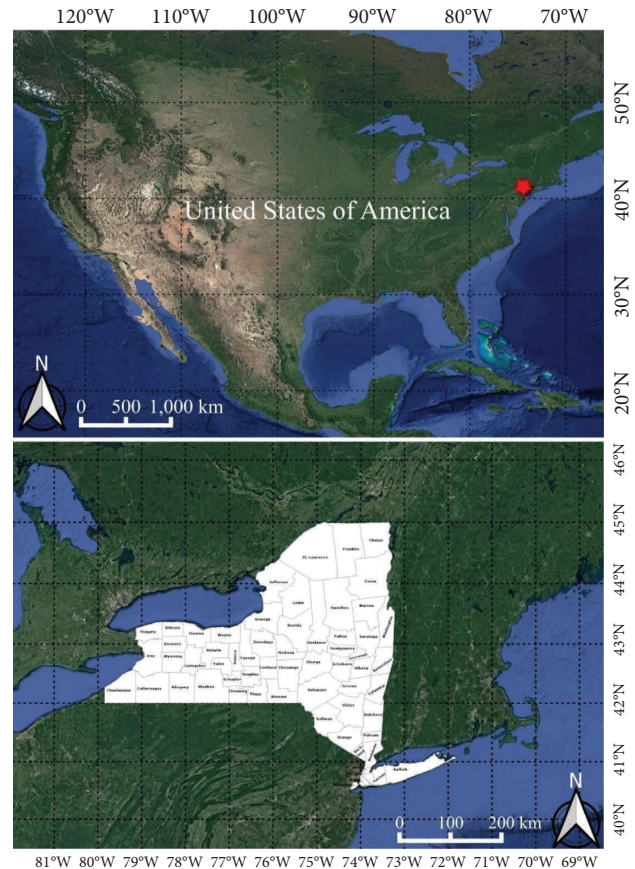 120°W 110°W 100°W 90°W 80°W 70°W
50°N
40°N
30°N
20°N
United States of America
N
0 500 1,000 km
46°N
45°N
44°N
43°N
42°N
41°N
40°N
Clinton
Franklin
St. Lawrence
Jefferson
Essex
Lewis
Hamilton
Warren
Washington
Oswego
Oneida
Herkimer
Fulton
Saratoga
Niagara
Orleans
Monroe
Wayne
Genesee
Ontario
Onondaga
Madison
Montgomery
Erie
Wyoming
Livingston
Yates
Seneca
Cayuga
Cortland
Chenango
Otsego
Schoharie
Albany
Rensselaer
Tompkins
Schuyler
Chautauqua
Cattaraugus
Allegany
Steuben
Chemung
Tioga
Broome
Delaware
Greene
Columbia
Ulster
Dutchess
Sullivan
Orange
Putnam
Suffolk
N
0 100 200 km
81°W 80°W 78°W 77°W 76°W 75°W 74°W 73°W 72°W 71°W 70°W 69°W